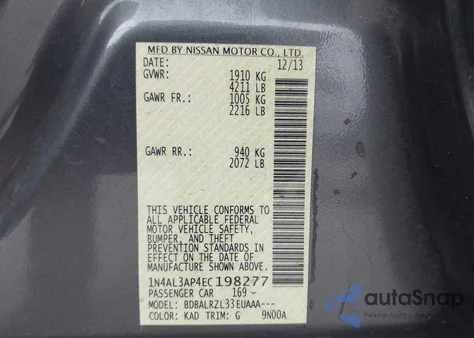 MFD BY NISSAN MOTOR CO., LTD.
DATE: 12/13
GVWR: 1910 KG
4211 LB
GAWR FR.: 1005 KG
2216 LB
GAWR RR.: 940 KG
2072 LB
THIS VEHICLE CONFORMS TO
ALL APPLICABLE FEDERAL
MOTOR VEHICLE SAFETY,
BUMPER, AND THEFT
PREVENTION STANDARDS IN
EFFECT ON THE DATE OF
MANUFACTURE SHOWN ABOVE.
1N4AL3AP4EC198277
PASSENGER CAR 169
MODEL: BDBALRZL33EUAAA---
COLOR: KAD TRIM: G 9N00A
autoSnap